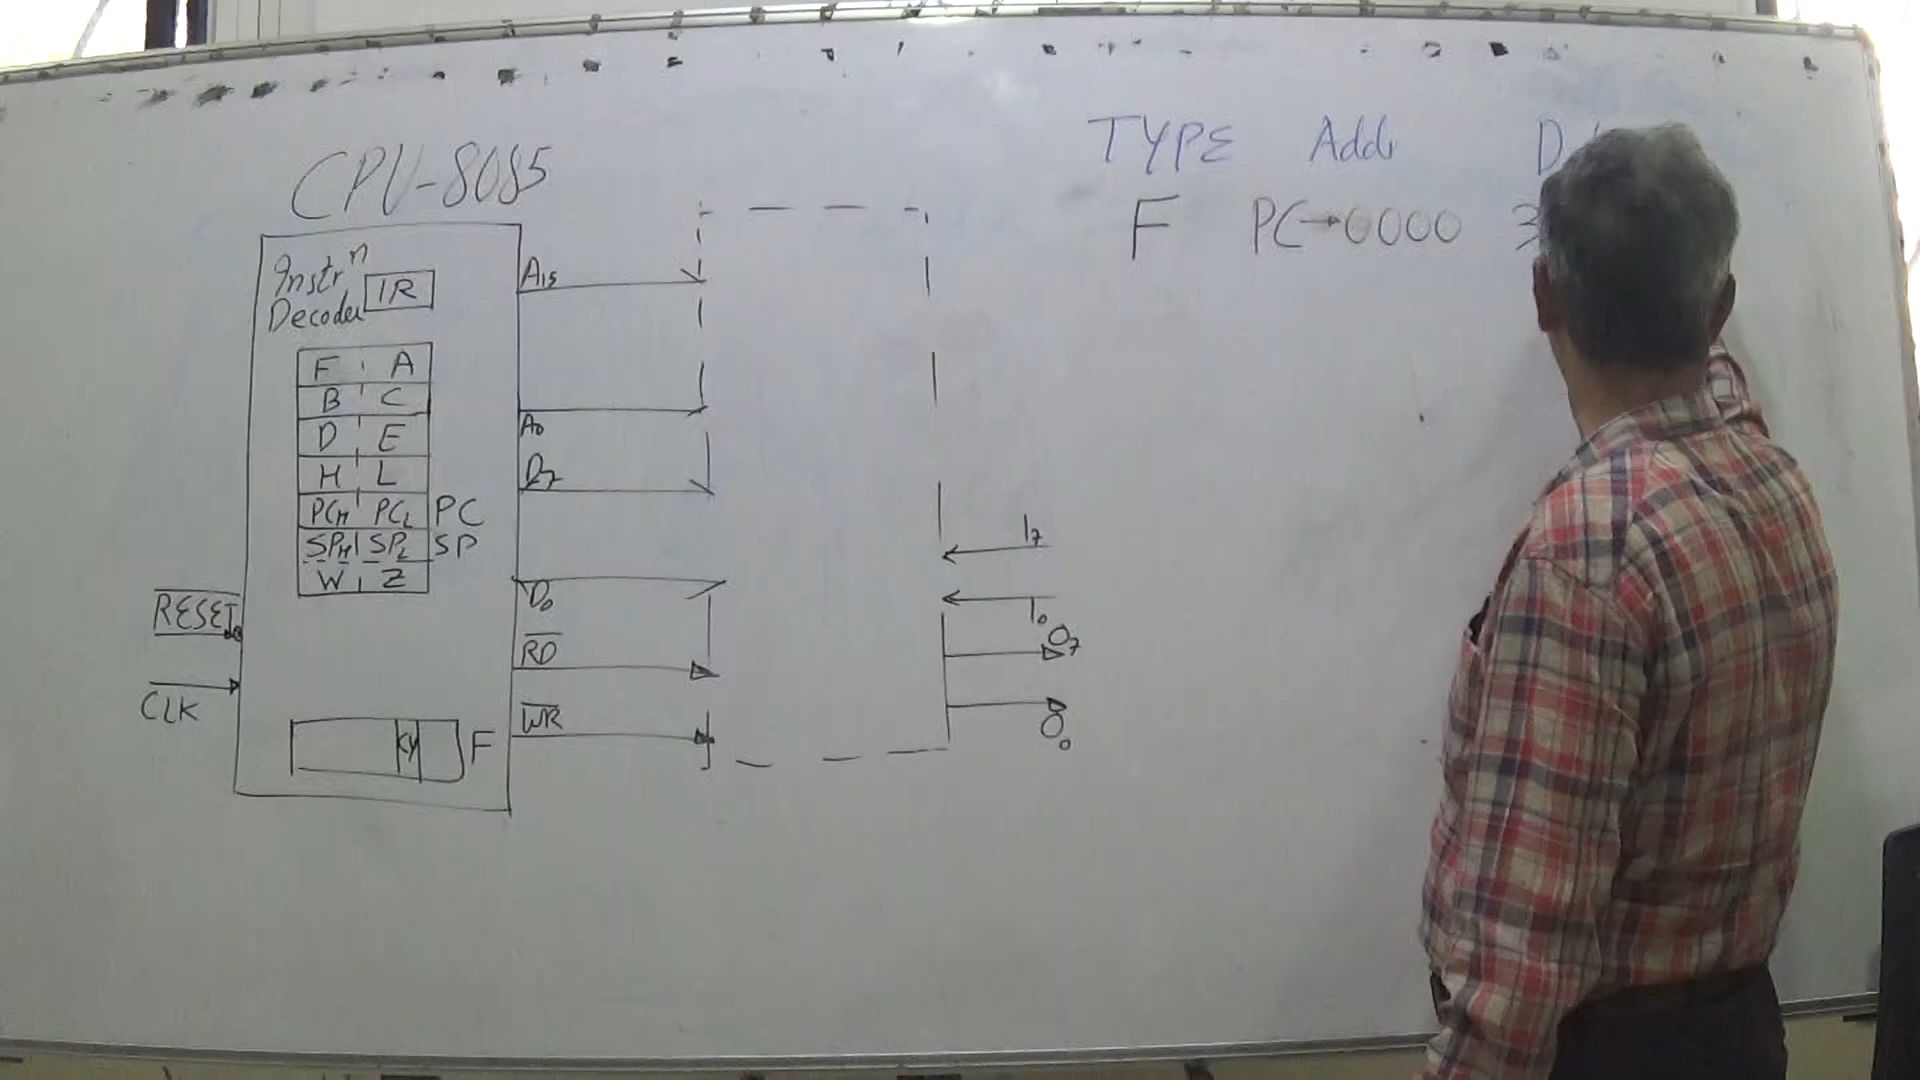 CPU-8085
Instrn
Decoder
IR
F A
B C
D E
H L
PCH PCL PC
SPH SPL SP
W Z
RESET
CLK
CY F
A15
A0
D7
D0
RD
WR
I7
I0
O7
O0
TYPE Addr
F PC→0000